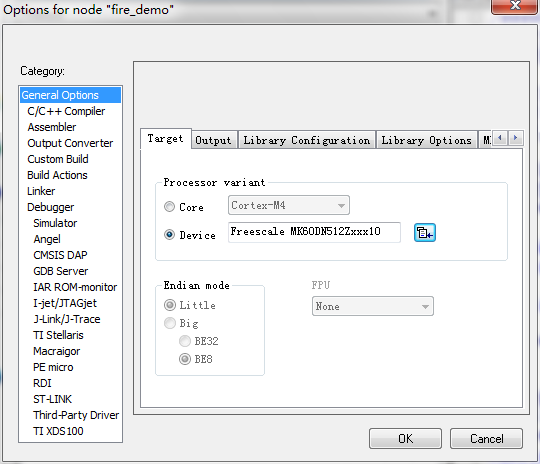 Options for node "fire_demo"
Category:
General Options
C/C++ Compiler
Assembler
Output Converter
Custom Build
Build Actions
Linker
Debugger
Simulator
Angel
CMSIS DAP
GDB Server
IAR ROM-monitor
I-jet/JTAGjet
J-Link/J-Trace
TI Stellaris
Macraigor
PE micro
RDI
ST-LINK
Third-Party Driver
TI XDS100
Target Output Library Configuration Library Options
Processor variant
Core Cortex-M4
Device Freescale MK60DN512Zxxx10
Endian mode
Little
Big
BE32
BE8
FPU
None
OK Cancel